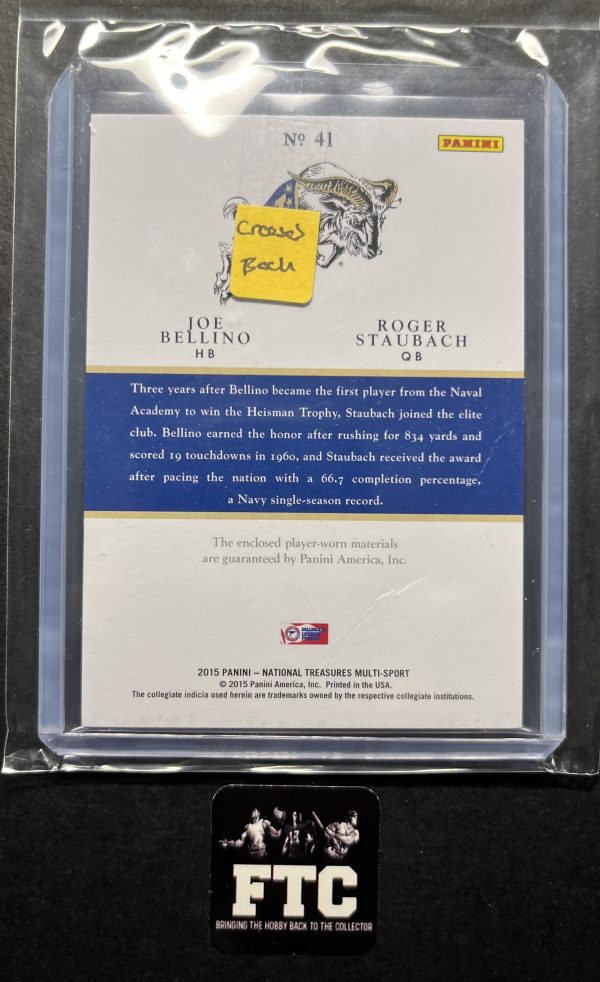 Nº 41
PANINI
Creased
Back
®
JOE
BELLINO
HB
ROGER
STAUBACH
QB
Three years after Bellino became the first player from the Naval
Academy to win the Heisman Trophy, Staubach joined the elite
club. Bellino earned the honor after rushing for 834 yards and
scored 19 touchdowns in 1960, and Staubach received the award
after pacing the nation with a 66.7 completion percentage,
a Navy single-season record.
The enclosed player-worn materials
are guaranteed by Panini America, Inc.
COLLEGIATE
LICENSED
PRODUCT
2015 PANINI – NATIONAL TREASURES MULTI-SPORT
© 2015 Panini America, Inc. Printed in the USA.
The collegiate indicia used herein are trademarks owned by the respective collegiate institutions.
FTC
BRINGING THE HOBBY BACK TO THE COLLECTOR